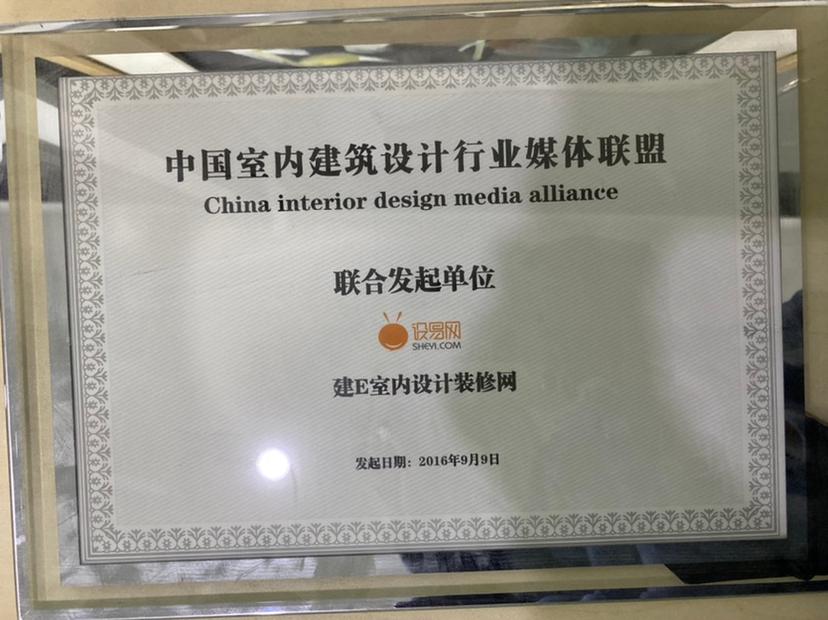 中国室内建筑设计行业媒体联盟
China interior design media alliance
联合发起单位
设易网
SHEYI.COM
建E室内设计装修网
发起日期：2016年9月9日